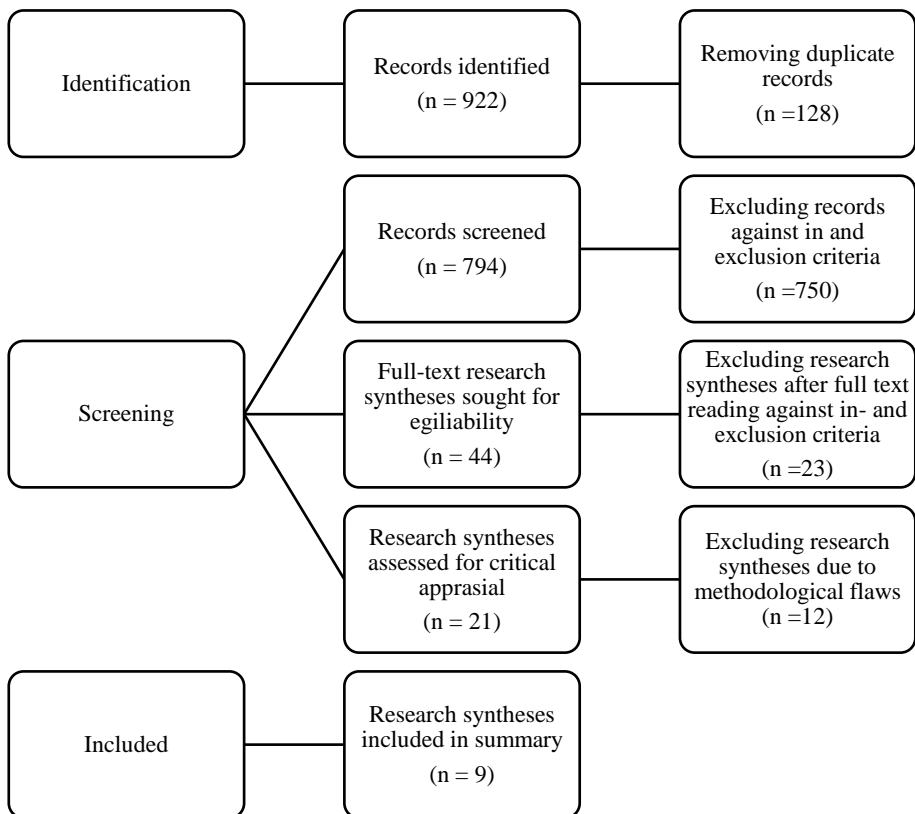 Identification
Records identified
(n = 922)
Removing duplicate
records
(n =128)
Screening
Records screened
(n = 794)
Excluding records
against in and
exclusion criteria
(n =750)
Full-text research
syntheses sought for
egiliability
(n = 44)
Excluding research
syntheses after full text
reading against in- and
exclusion criteria
(n =23)
Research syntheses
assessed for critical
apprasial
(n = 21)
Excluding research
syntheses due to
methodological flaws
(n =12)
Included
Research syntheses
included in summary
(n = 9)